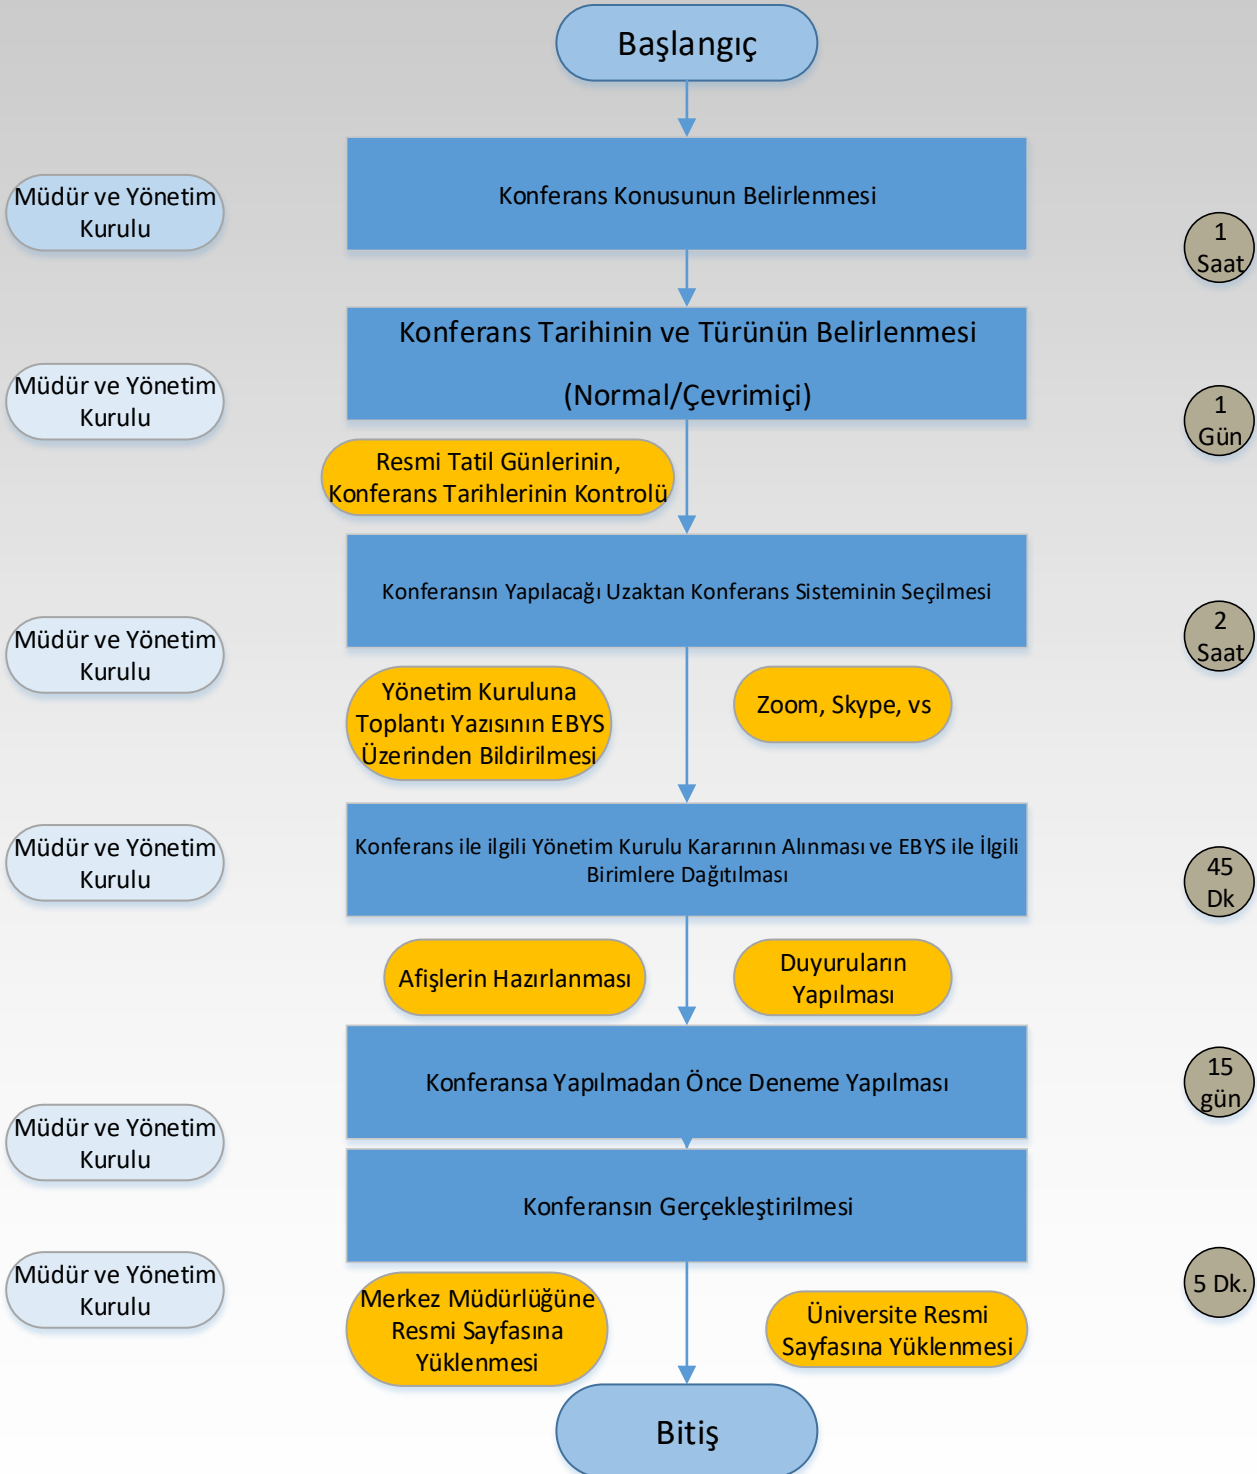 Başlangıç
Konferans Konusunun Belirlenmesi
Müdür ve Yönetim
Kurulu
1
Saat
Konferans Tarihinin ve Türünün Belirlenmesi
(Normal/Çevrimiçi)
Müdür ve Yönetim
Kurulu
1
Gün
Resmi Tatil Günlerinin,
Konferans Tarihlerinin Kontrolü
Konferansın Yapılacağı Uzaktan Konferans Sisteminin Seçilmesi
Müdür ve Yönetim
Kurulu
2
Saat
Yönetim Kuruluna
Toplantı Yazısının EBYS
Üzerinden Bildirilmesi
Zoom, Skype, vs
Konferans ile ilgili Yönetim Kurulu Kararının Alınması ve EBYS ile İlgili
Birimlere Dağıtılması
Müdür ve Yönetim
Kurulu
45
Dk
Afişlerin Hazırlanması
Duyuruların
Yapılması
Konferansa Yapılmadan Önce Deneme Yapılması
15
gün
Müdür ve Yönetim
Kurulu
Konferansın Gerçekleştirilmesi
Müdür ve Yönetim
Kurulu
5 Dk.
Merkez Müdürlüğüne
Resmi Sayfasına
Yüklenmesi
Üniversite Resmi
Sayfasına Yüklenmesi
Bitiş